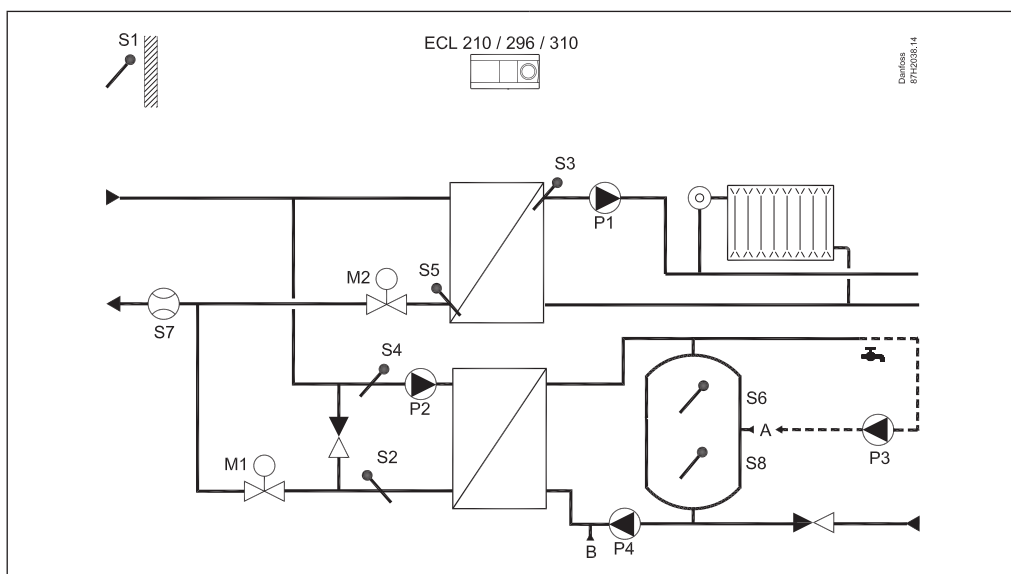 S1
ECL 210 / 296 / 310
Danfoss
87H2038.14
S3
P1
M2
S5
S7
S4
P2
S6
A
P3
S8
M1
S2
B
P4